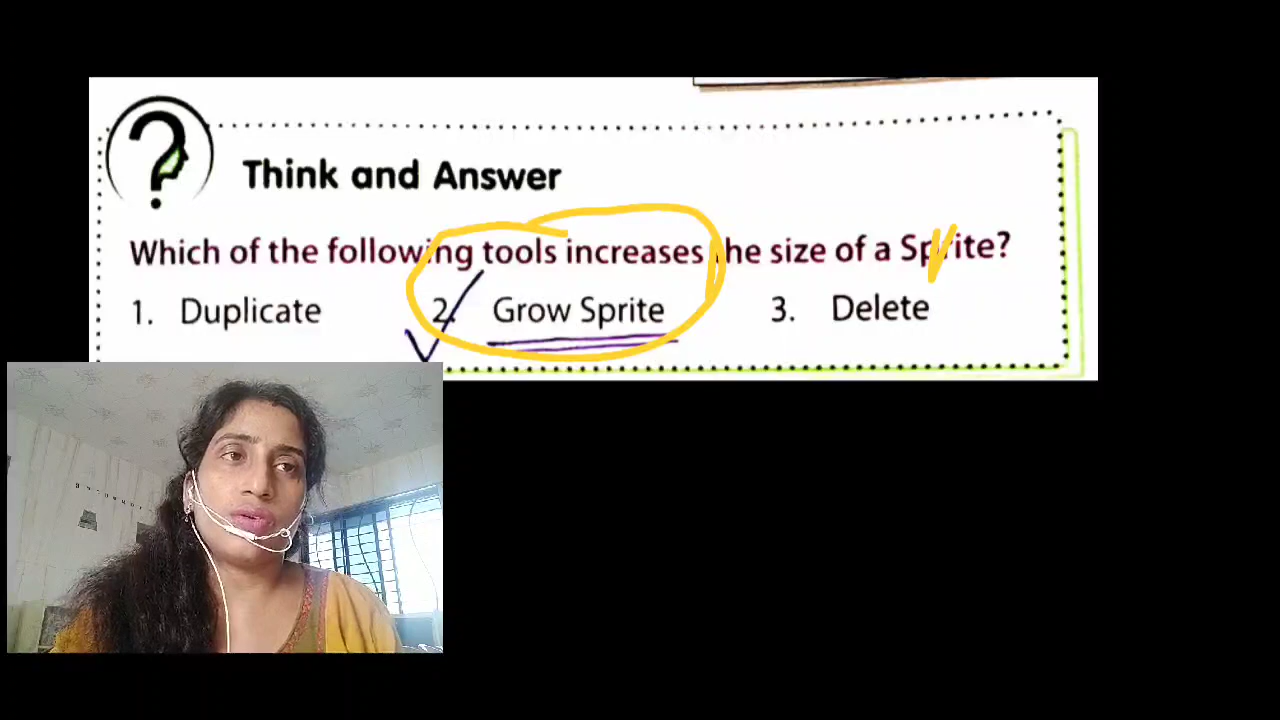 Think and Answer
Which of the following tools increases the size of a Sprite?
1. Duplicate 2. Grow Sprite 3. Delete